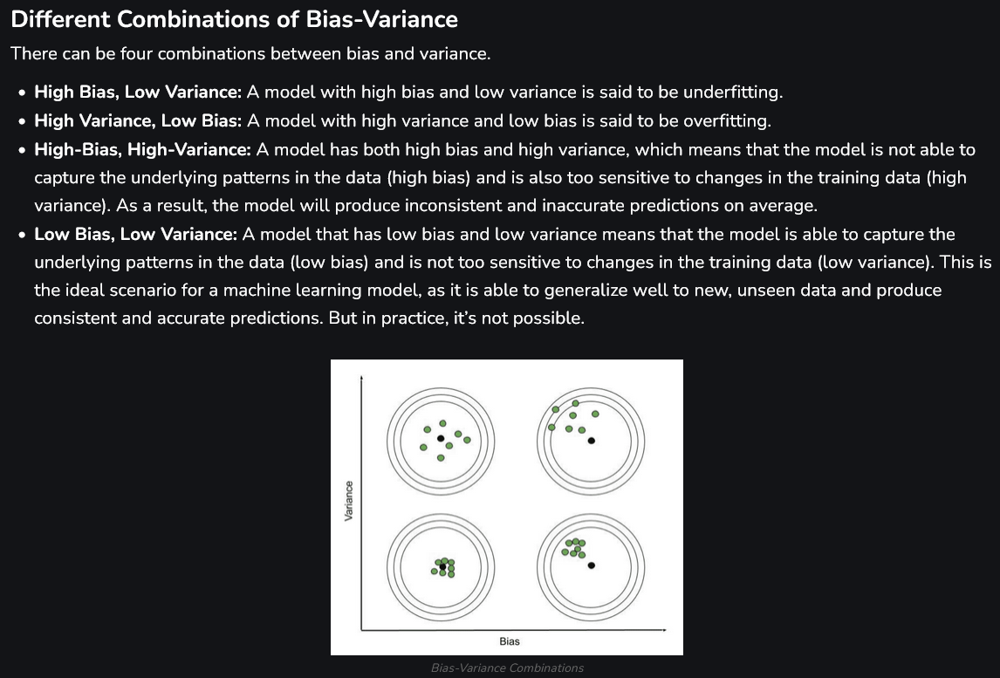 Different Combinations of Bias-Variance
There can be four combinations between bias and variance.
• High Bias, Low Variance: A model with high bias and low variance is said to be underfitting.
• High Variance, Low Bias: A model with high variance and low bias is said to be overfitting.
• High-Bias, High-Variance: A model has both high bias and high variance, which means that the model is not able to
capture the underlying patterns in the data (high bias) and is also too sensitive to changes in the training data (high
variance). As a result, the model will produce inconsistent and inaccurate predictions on average.
• Low Bias, Low Variance: A model that has low bias and low variance means that the model is able to capture the
underlying patterns in the data (low bias) and is not too sensitive to changes in the training data (low variance). This is
the ideal scenario for a machine learning model, as it is able to generalize well to new, unseen data and produce
consistent and accurate predictions. But in practice, it’s not possible.
Variance
Bias
Bias-Variance Combinations